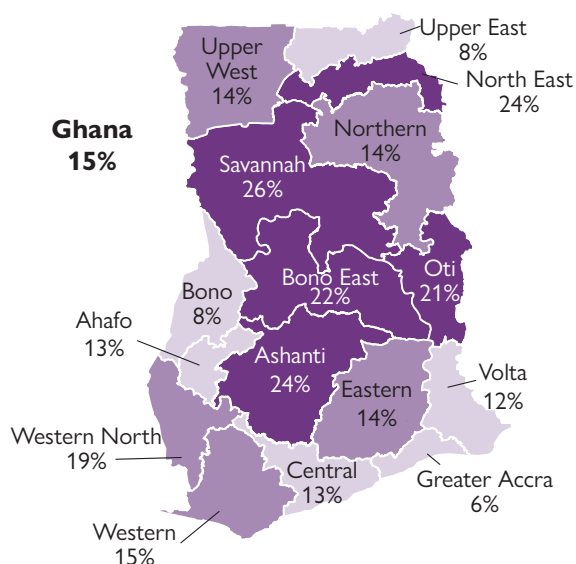 Upper East
8%
Upper
West
14%
North East
24%
Ghana
15%
Northern
14%
Savannah
26%
Oti
21%
Bono East
22%
Bono
8%
Ahafo
13%
Ashanti
24%
Volta
12%
Eastern
14%
Western North
19%
Central
13%
Greater Accra
6%
Western
15%